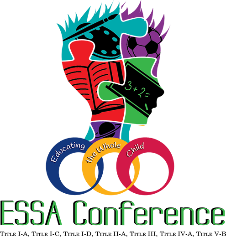 3+2=
Educating the Whole Child
ESSA Conference
Title I-A, Title I-C, Title I-D, Title II-A, Title III, Title IV-A, Title V-B